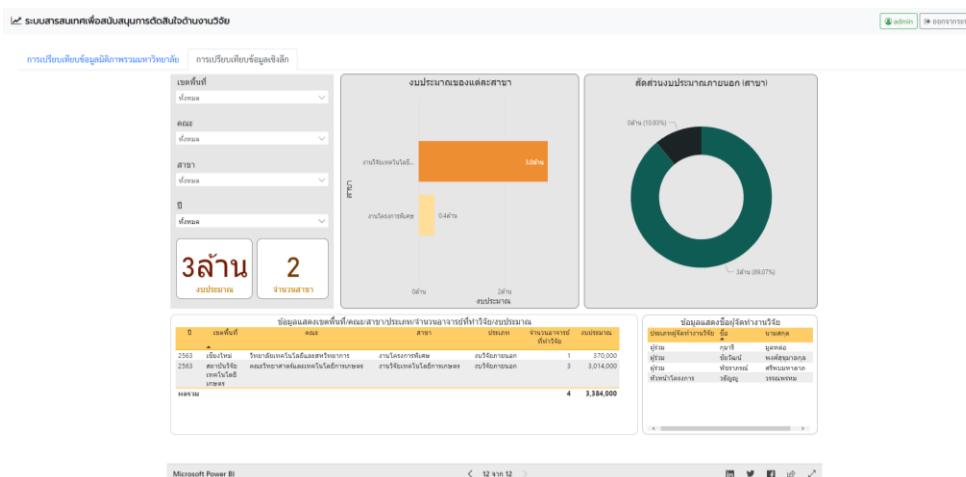 ระบบสารสนเทศเพื่อสนับสนุนการตัดสินใจด้านงานวิจัย
admin
ออกจากระ
การเปรียบเทียบข้อมูลมิติภาพรวมมหาวิทยาลัย การเปรียบเทียบข้อมูลเชิงลึก
เขตพื้นที่
ทั้งหมด
คณะ
ทั้งหมด
สาขา
ทั้งหมด
ปี
ทั้งหมด
3ล้าน
งบประมาณ
2
จำนวนสาขา
งบประมาณของแต่ละสาขา
สาขา
งานวิจัยเทคโนโลยี...
3.0ล้าน
งานโครงการพิเศษ
0.4ล้าน
0ล้าน 2ล้าน
งบประมาณ
สัดส่วนงบประมาณภายนอก (สาขา)
0ล้าน (10.93%)
3ล้าน (89.07%)
ข้อมูลแสดงเขตพื้นที่/คณะ/สาขา/ประเภท/จำนวนอาจารย์ที่ทำวิจัย/งบประมาณ
ปี เขตพื้นที่ คณะ สาขา ประเภท จำนวนอาจารย์ งบประมาณ
ที่ทำวิจัย
2563 เชียงใหม่ วิทยาลัยเทคโนโลยีและสหวิทยาการ งานโครงการพิเศษ งบวิจัยภายนอก 1 370,000
2563 สถาบันวิจัย คณะวิทยาศาสตร์และเทคโนโลยีการเกษตร งานวิจัยเทคโนโลยีการเกษตร งบวิจัยภายนอก 3 3,014,000
เทคโนโลยี
เกษตร
ผลรวม 4 3,384,000
ข้อมูลแสดงชื่อผู้จัดทำงานวิจัย
ประเภทผู้จัดทำงานวิจัย ชื่อ นามสกุล
ผู้ร่วม
ผู้ร่วม
ผู้ร่วม
หัวหน้าโครงการ
Microsoft Power BI
12 จาก 12